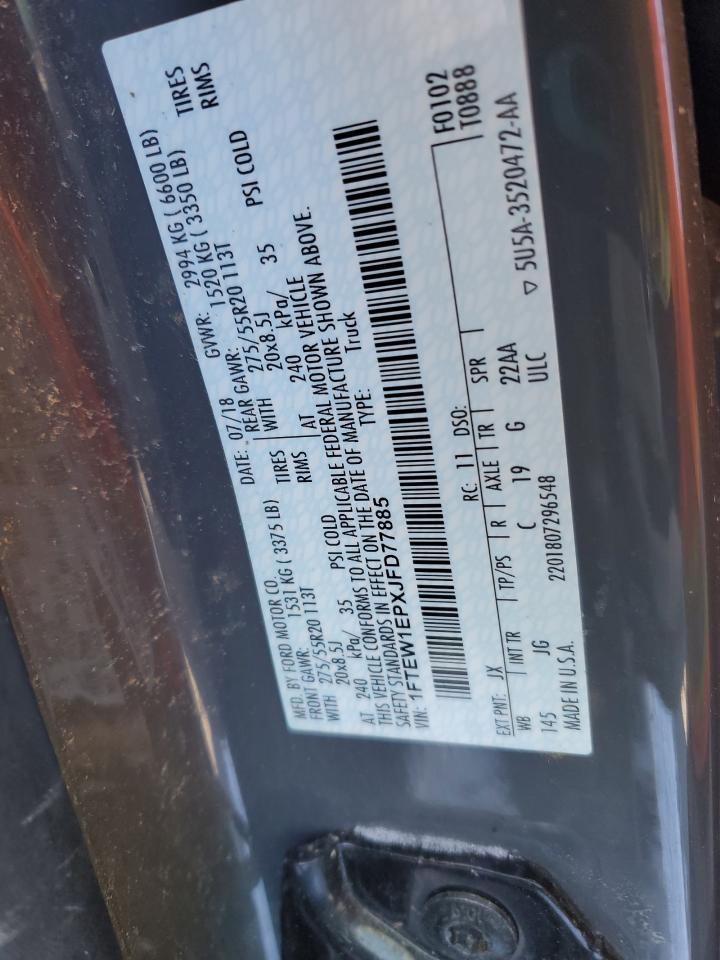 MFD. BY FORD MOTOR CO.
DATE: 07/18 GVWR: 2994 KG ( 6600 LB)
FRONT GAWR: 1531 KG ( 3375 LB) REAR GAWR: 1520 KG ( 3350 LB)
WITH 275/55R20 113T TIRES WITH 275/55R20 113T TIRES
20x8.5J RIMS 20x8.5J RIMS
AT 240 kPa/ 35 PSI COLD AT 240 kPa/ 35 PSI COLD
THIS VEHICLE CONFORMS TO ALL APPLICABLE FEDERAL MOTOR VEHICLE
SAFETY STANDARDS IN EFFECT ON THE DATE OF MANUFACTURE SHOWN ABOVE.
VIN: 1FTEW1EPXJFD77885 TYPE: Truck
F0102
T0888
EXT PNT: JX RC: 11 DSO:
WB INT TR TP/PS R AXLE TR SPR
145 JG C 19 G 22AA
2201807296548 ULC
MADE IN U.S.A. ▽ 5U5A-3520472-AA